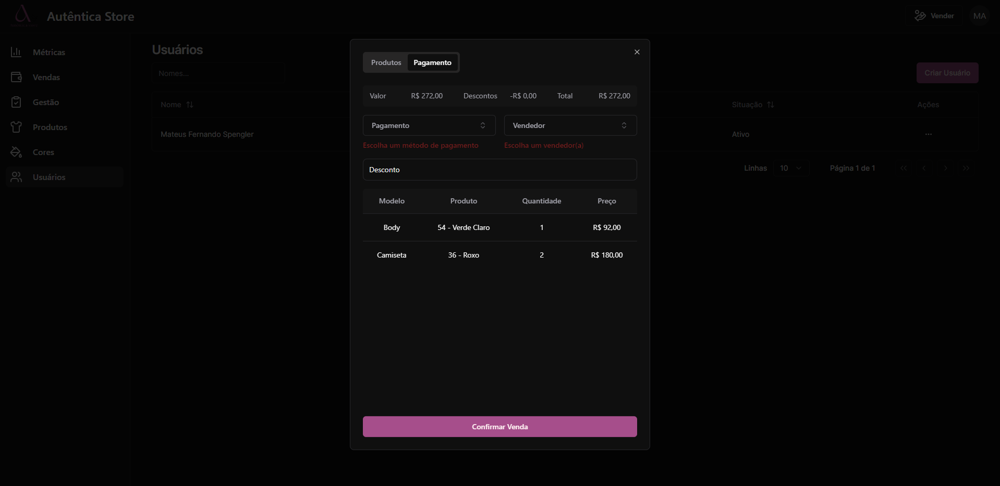 Autêntica Store
Vender
MA
Métricas
Vendas
Gestão
Produtos
Cores
Usuários
Usuários
Nomes...
Criar Usuário
Nome
Situação
Ações
Mateus Fernando Spengler
Ativo
...
Linhas
10
Página 1 de 1
Produtos
Pagamento
Valor R$ 272,00 Descontos -R$ 0,00 Total R$ 272,00
Pagamento
Vendedor
Escolha um método de pagamento
Escolha um vendedor(a)
Desconto
Modelo Produto Quantidade Preço
Body 54 - Verde Claro 1 R$ 92,00
Camiseta 36 - Roxo 2 R$ 180,00
Confirmar Venda